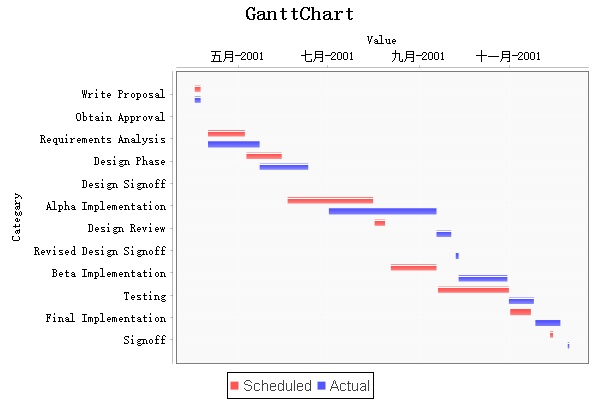 GanttChart
Value
五月-2001 七月-2001 九月-2001 十一月-2001
Categary
Write Proposal
Obtain Approval
Requirements Analysis
Design Phase
Design Signoff
Alpha Implementation
Design Review
Revised Design Signoff
Beta Implementation
Testing
Final Implementation
Signoff
Scheduled Actual